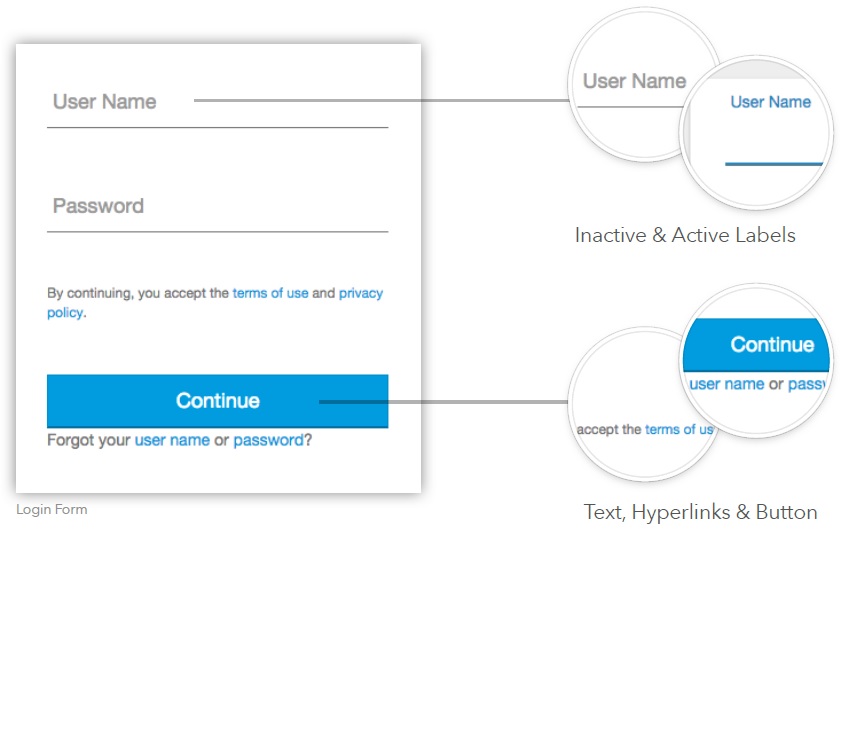 User Name
Password
By continuing, you accept the terms of use and privacy
policy.
Continue
Forgot your user name or password?
Login Form
User Name
User Name
Inactive & Active Labels
Continue
user name or passw
accept the terms of us
Text, Hyperlinks & Button